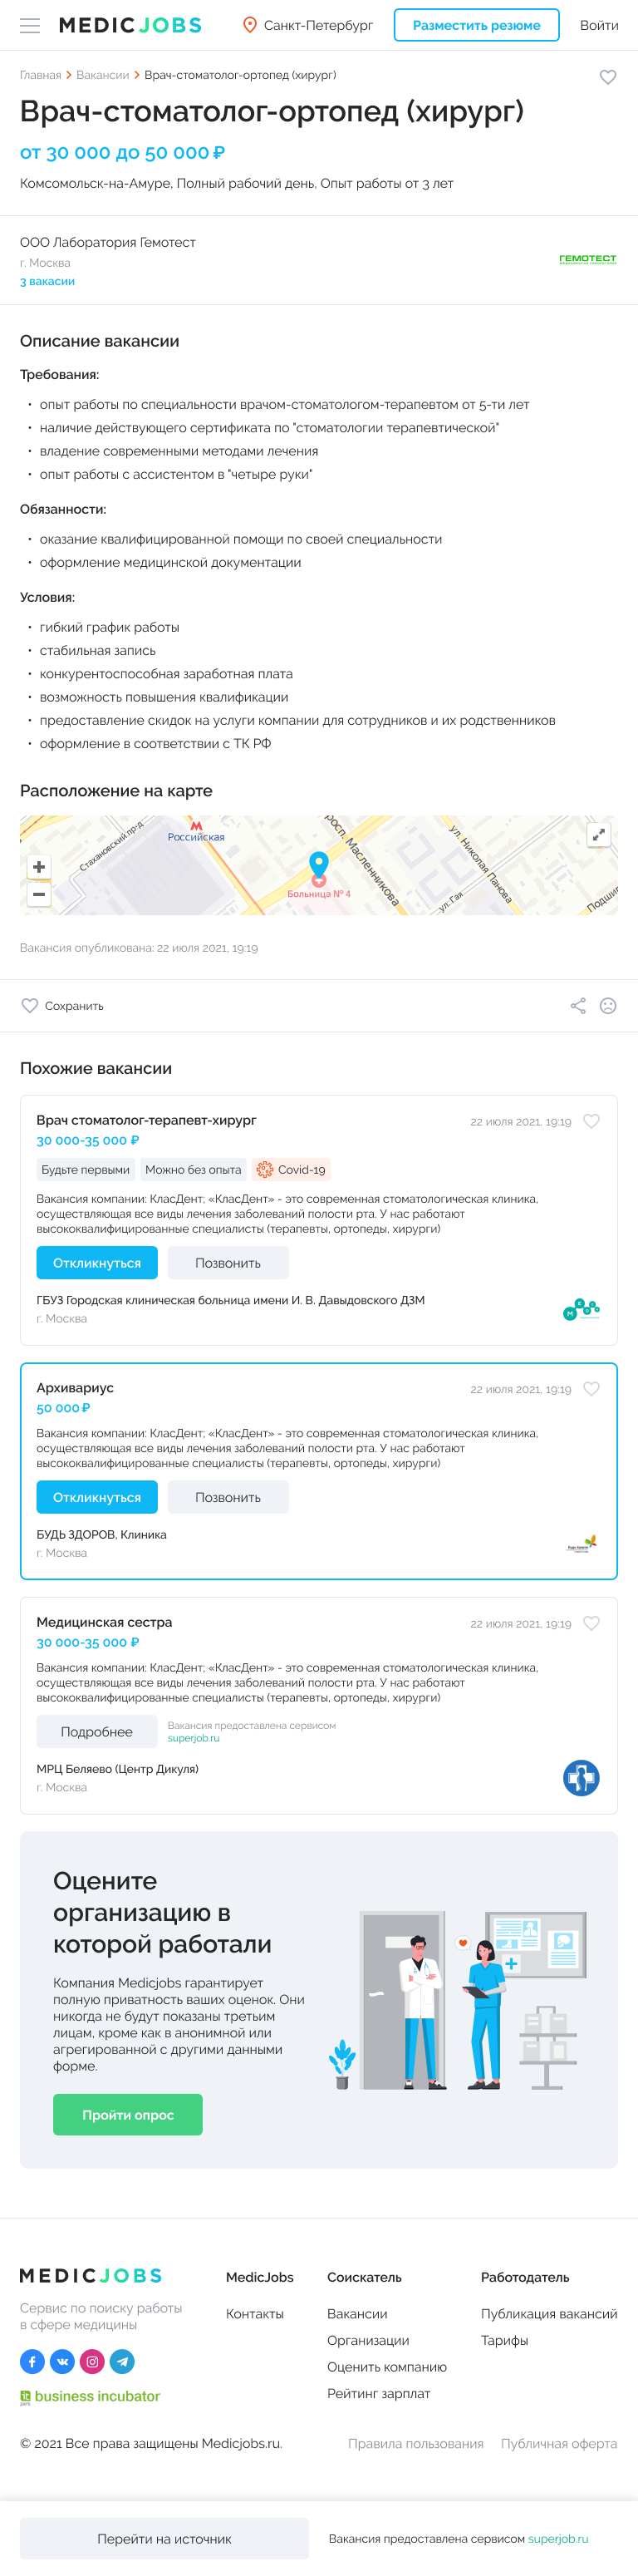 MEDICJOBS
Санкт-Петербург
Разместить резюме
Войти
Главная > Вакансии > Врач-стоматолог-ортопед (хирург)
Врач-стоматолог-ортопед (хирург)
от 30 000 до 50 000 ₽
Комсомольск-на-Амуре, Полный рабочий день, Опыт работы от 3 лет
ООО Лаборатория Гемотест
г. Москва
3 вакасии
ГЕМОТЕСТ
Описание вакансии
Требования:
• опыт работы по специальности врачом-стоматологом-терапевтом от 5-ти лет
• наличие действующего сертификата по "стоматологии терапевтической"
• владение современными методами лечения
• опыт работы с ассистентом в "четыре руки"
Обязанности:
• оказание квалифицированной помощи по своей специальности
• оформление медицинской документации
Условия:
• гибкий график работы
• стабильная запись
• конкурентоспособная заработная плата
• возможность повышения квалификации
• предоставление скидок на услуги компании для сотрудников и их родственников
• оформление в соответствии с ТК РФ
Расположение на карте
Стахановский пр-д
Российская
просп. Масленникова
Больница № 4
ул. Николая Панова
ул. Гая
Подшип
Вакансия опубликована: 22 июля 2021, 19:19
Сохранить
Похожие вакансии
Врач стоматолог-терапевт-хирург
22 июля 2021, 19:19
30 000-35 000 ₽
Будьте первыми
Можно без опыта
Covid-19
Вакансия компании: КласДент; «КласДент» - это современная стоматологическая клиника,
осуществляющая все виды лечения заболеваний полости рта. У нас работают
высококвалифицированные специалисты (терапевты, ортопеды, хирурги)
Откликнуться
Позвонить
ГБУЗ Городская клиническая больница имени И. В. Давыдовского ДЗМ
г. Москва
Архивариус
22 июля 2021, 19:19
50 000 ₽
Вакансия компании: КласДент; «КласДент» - это современная стоматологическая клиника,
осуществляющая все виды лечения заболеваний полости рта. У нас работают
высококвалифицированные специалисты (терапевты, ортопеды, хирурги)
Откликнуться
Позвонить
БУДЬ ЗДОРОВ, Клиника
г. Москва
Медицинская сестра
22 июля 2021, 19:19
30 000-35 000 ₽
Вакансия компании: КласДент; «КласДент» - это современная стоматологическая клиника,
осуществляющая все виды лечения заболеваний полости рта. У нас работают
высококвалифицированные специалисты (терапевты, ортопеды, хирурги)
Подробнее
Вакансия предоставлена сервисом
superjob.ru
МРЦ Беляево (Центр Дикуля)
г. Москва
Оцените
организацию в
которой работали
Компания Medicjobs гарантирует
полную приватность ваших оценок. Они
никогда не будут показаны третьим
лицам, кроме как в анонимной или
агрегированной с другими данными
форме.
Пройти опрос
MEDICJOBS
Сервис по поиску работы
в сфере медицины
business incubator
MedicJobs
Контакты
Соискатель
Вакансии
Организации
Оценить компанию
Рейтинг зарплат
Работодатель
Публикация вакансий
Тарифы
© 2021 Все права защищены Medicjobs.ru.
Правила пользования
Публичная оферта
Перейти на источник
Вакансия предоставлена сервисом superjob.ru